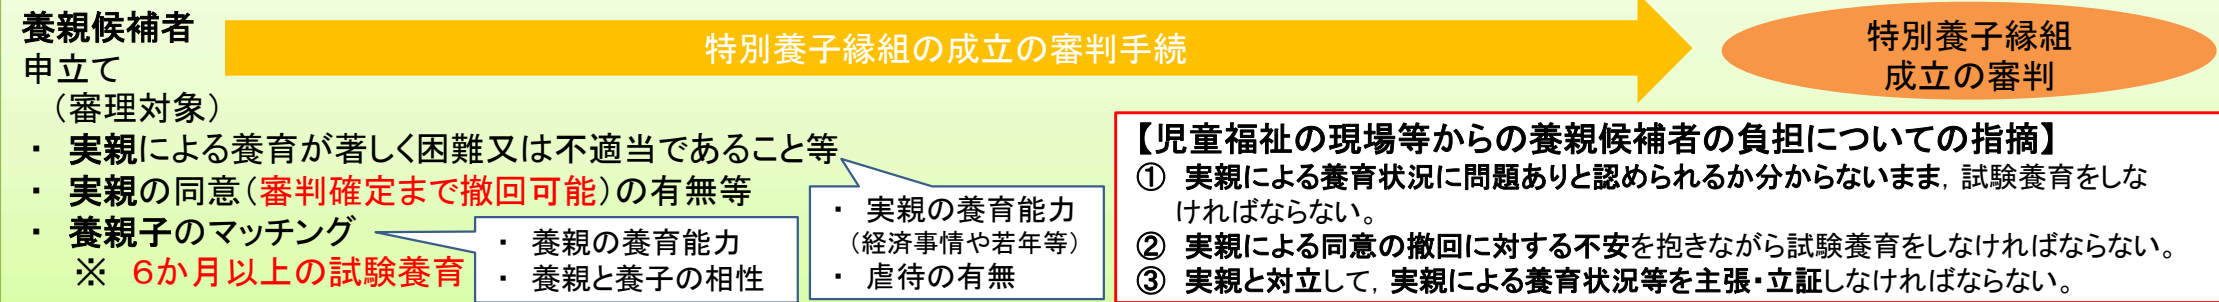 養親候補者
申立て
（審理対象）
・ 実親による養育が著しく困難又は不適当であること等
・ 実親の同意（審判確定まで撤回可能）の有無等
・ 養親子のマッチング
※ ６か月以上の試験養育
特別養子縁組の成立の審判手続
特別養子縁組
成立の審判
・ 養親の養育能力
・ 養親と養子の相性
・ 実親の養育能力
（経済事情や若年等）
・ 虐待の有無
【児童福祉の現場等からの養親候補者の負担についての指摘】
① 実親による養育状況に問題ありと認められるか分からないまま，試験養育をしな
ければならない。
② 実親による同意の撤回に対する不安を抱きながら試験養育をしなければならない。
③ 実親と対立して，実親による養育状況等を主張・立証しなければならない。